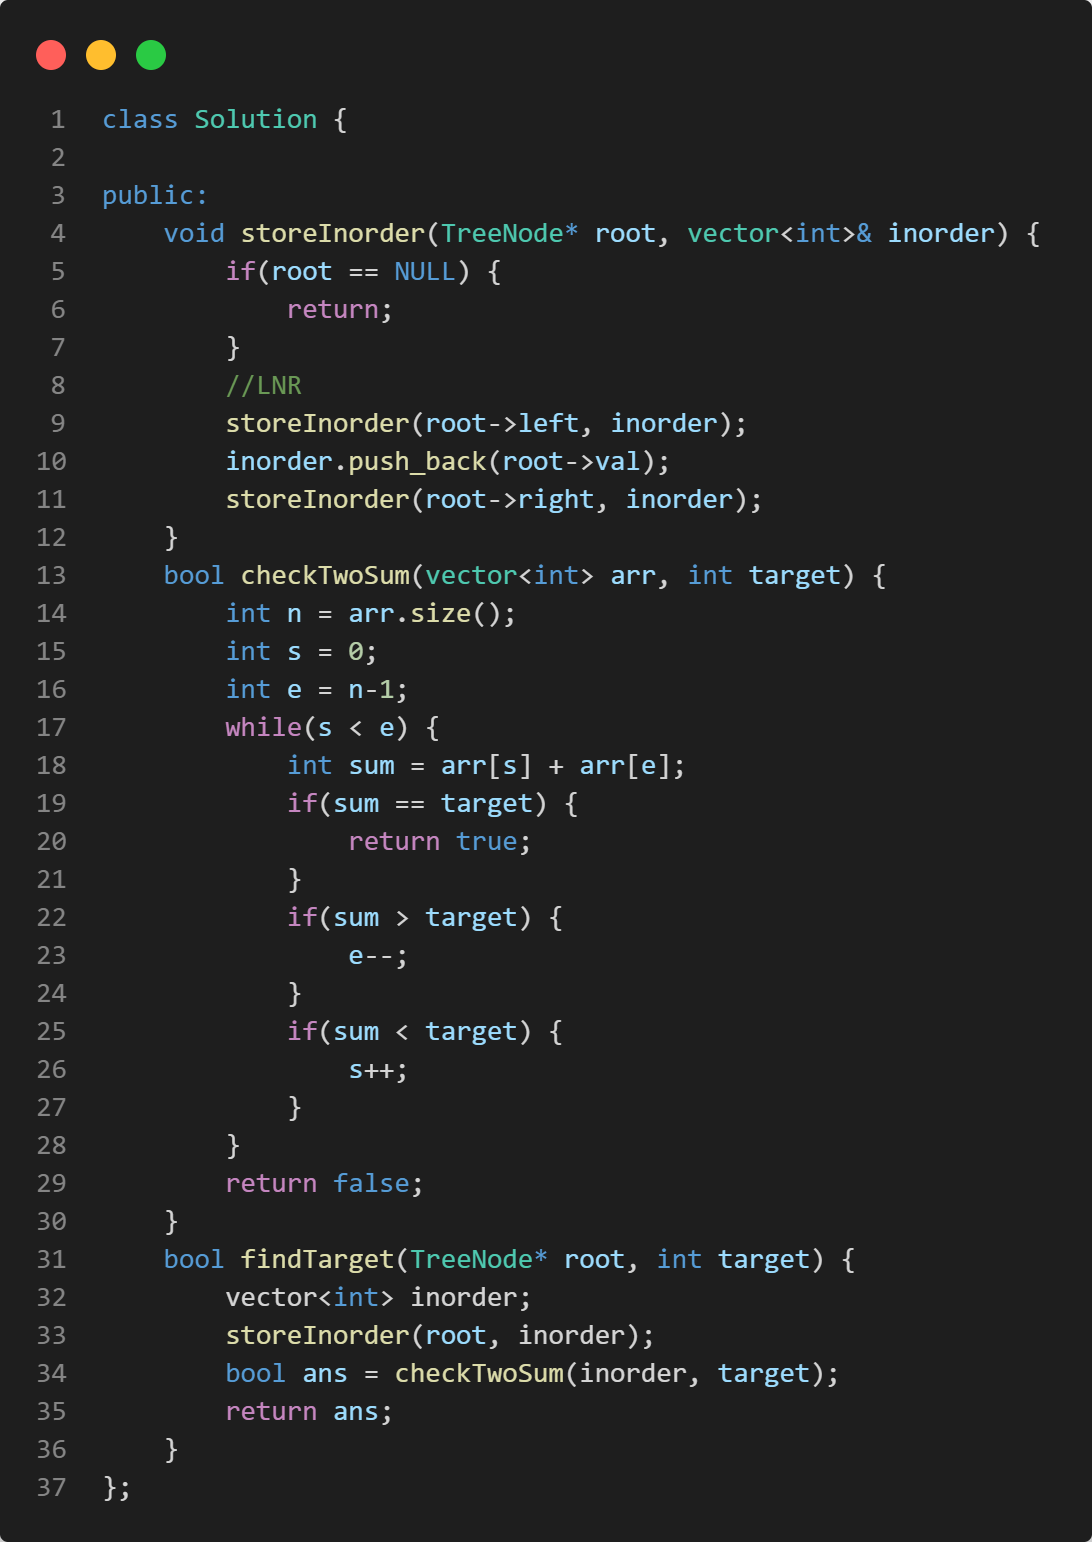 1 class Solution {
2
3 public:
4     void storeInorder(TreeNode* root, vector<int>& inorder) {
5         if(root == NULL) {
6             return;
7         }
8         //LNR
9         storeInorder(root->left, inorder);
10         inorder.push_back(root->val);
11         storeInorder(root->right, inorder);
12     }
13     bool checkTwoSum(vector<int> arr, int target) {
14         int n = arr.size();
15         int s = 0;
16         int e = n-1;
17         while(s < e) {
18             int sum = arr[s] + arr[e];
19             if(sum == target) {
20                 return true;
21             }
22             if(sum > target) {
23                 e--;
24             }
25             if(sum < target) {
26                 s++;
27             }
28         }
29         return false;
30     }
31     bool findTarget(TreeNode* root, int target) {
32         vector<int> inorder;
33         storeInorder(root, inorder);
34         bool ans = checkTwoSum(inorder, target);
35         return ans;
36     }
37 };